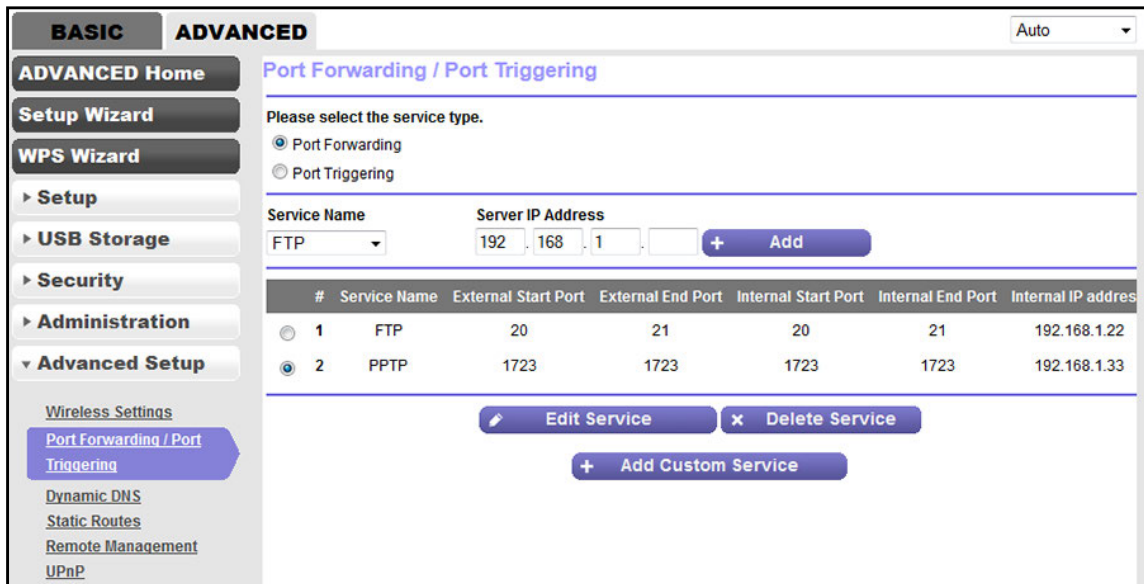 BASIC ADVANCED Auto
ADVANCED Home
Setup Wizard
WPS Wizard
Setup
USB Storage
Security
Administration
Advanced Setup
Wireless Settings
Port Forwarding / Port
Triggering
Dynamic DNS
Static Routes
Remote Management
UPnP
Port Forwarding / Port Triggering
Please select the service type.
Port Forwarding
Port Triggering
Service Name Server IP Address
FTP 192 . 168 . 1 . + Add
# Service Name External Start Port External End Port Internal Start Port Internal End Port Internal IP addres
1 FTP 20 21 20 21 192.168.1.22
2 PPTP 1723 1723 1723 1723 192.168.1.33
Edit Service x Delete Service
+ Add Custom Service